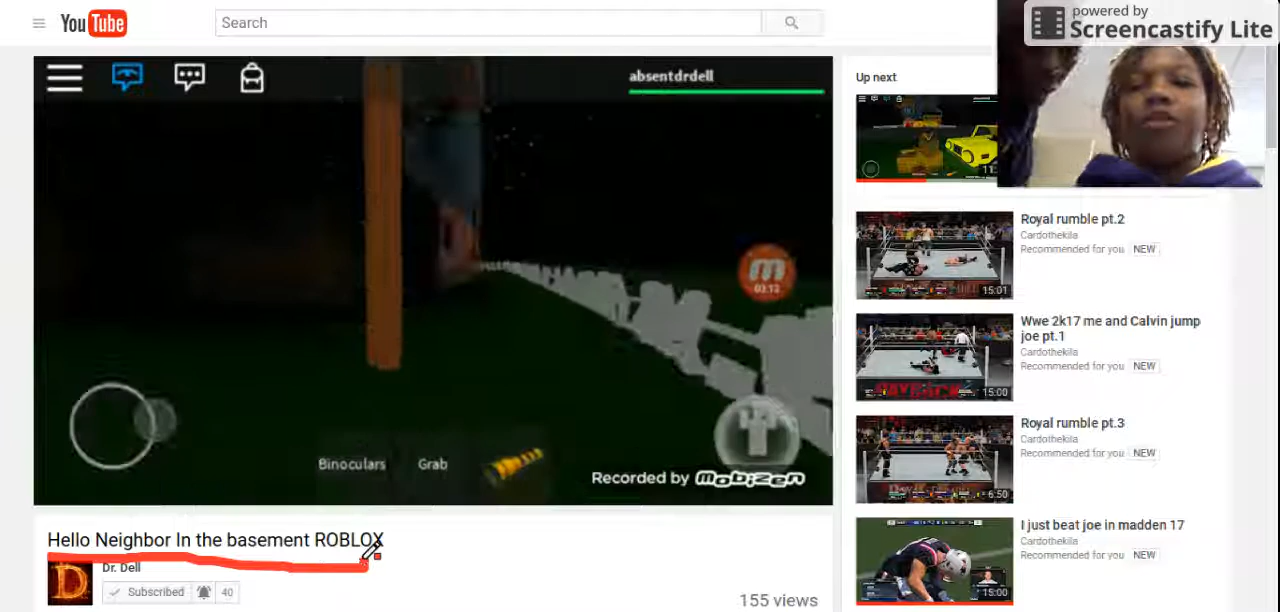 YouTube
Search
powered by
Screencastify Lite
absentdrdell
Up next
03:13
Royal rumble pt.2
Cardothekila
Recommended for you NEW
15:01
Wwe 2k17 me and Calvin jump
joe pt.1
Cardothekila
Recommended for you NEW
PAYBACK
15:00
Royal rumble pt.3
Cardothekila
Recommended for you NEW
6:50
Binoculars Grab
Recorded by Mobizen
I just beat joe in madden 17
Cardothekila
Recommended for you NEW
15:00
Hello Neighbor In the basement ROBLOX
Dr. Dell
Subscribed 40
155 views